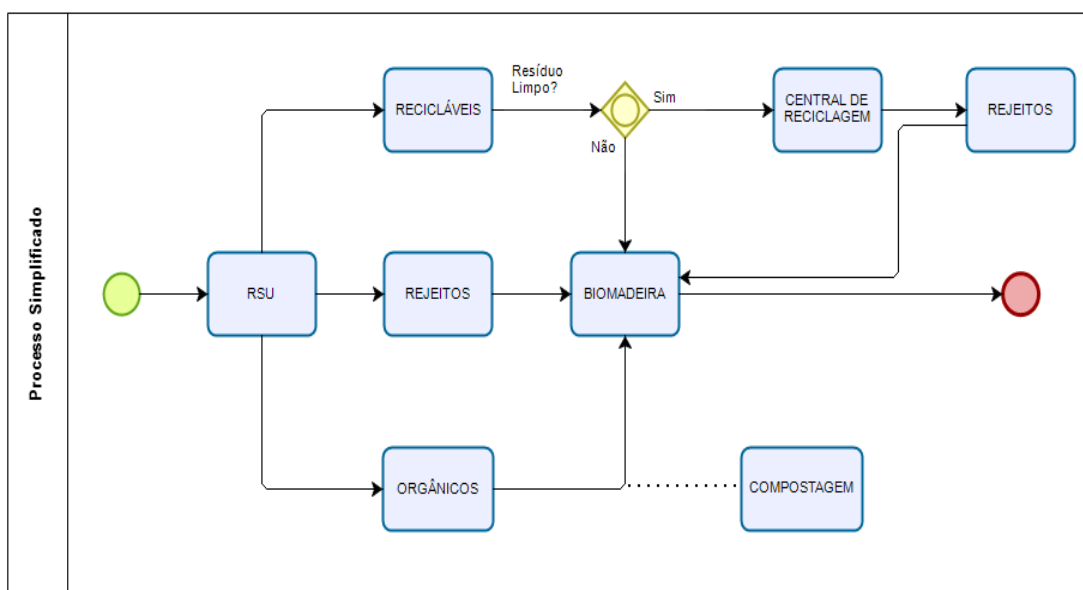 Processo Simplificado
Resíduo
Limpo?
RECICLÁVEIS
Sim
CENTRAL DE
RECICLAGEM
REJEITOS
Não
RSU
REJEITOS
BIOMADEIRA
ORGÂNICOS
COMPOSTAGEM